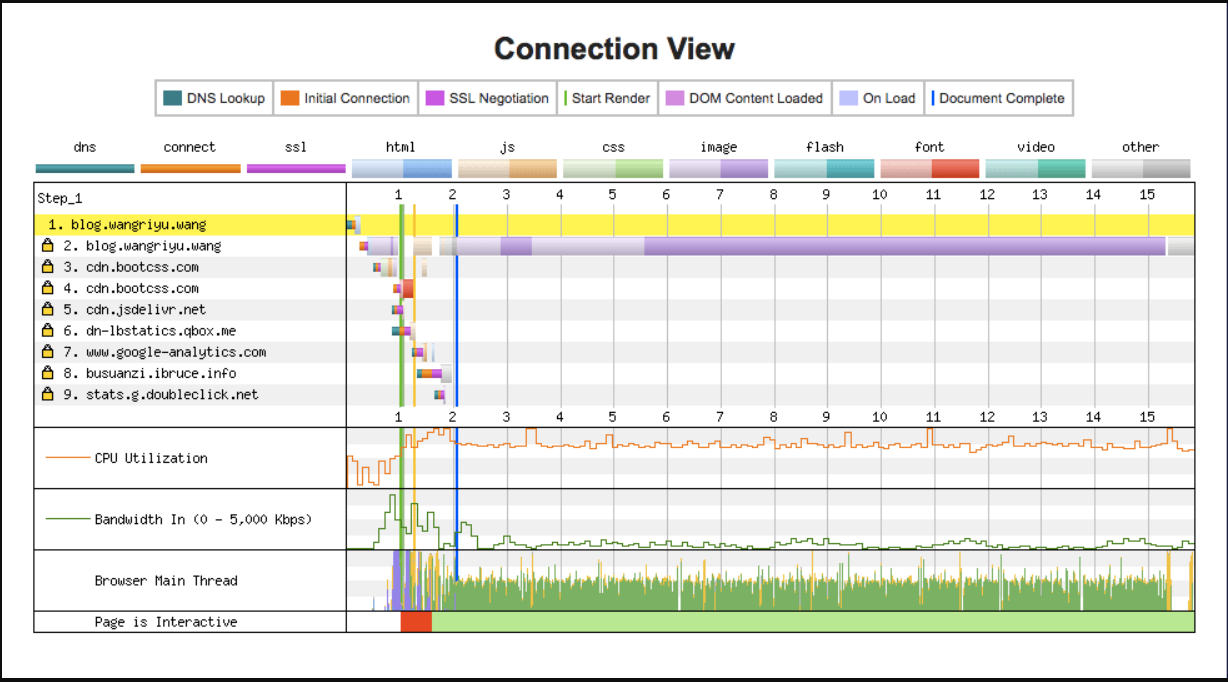 Connection View
DNS Lookup Initial Connection SSL Negotiation Start Render DOM Content Loaded On Load Document Complete
dns connect ssl html js css image flash font video other
Step_1 1 2 3 4 5 6 7 8 9 10 11 12 13 14 15
1. blog.wangriyu.wang
2. blog.wangriyu.wang
3. cdn.bootcss.com
4. cdn.bootcss.com
5. cdn.jsdelivr.net
6. dn-lbstatics.qbox.me
7. www.google-analytics.com
8. busuanzi.ibruce.info
9. stats.g.doubleclick.net
1 2 3 4 5 6 7 8 9 10 11 12 13 14 15
CPU Utilization
Bandwidth In (0 - 5,000 Kbps)
Browser Main Thread
Page is Interactive